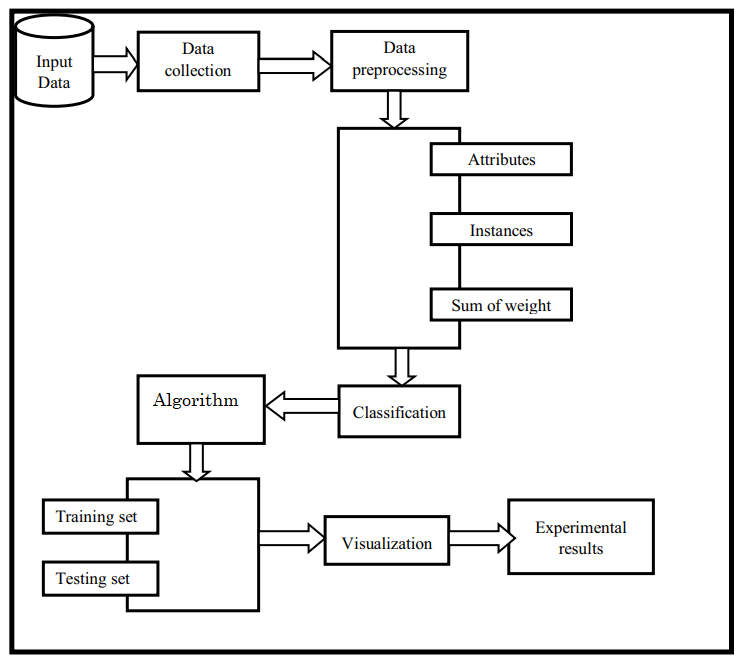 Input
Data
Data
collection
Data
preprocessing
Attributes
Instances
Sum of weight
Classification
Algorithm
Training set
Testing set
Visualization
Experimental
results